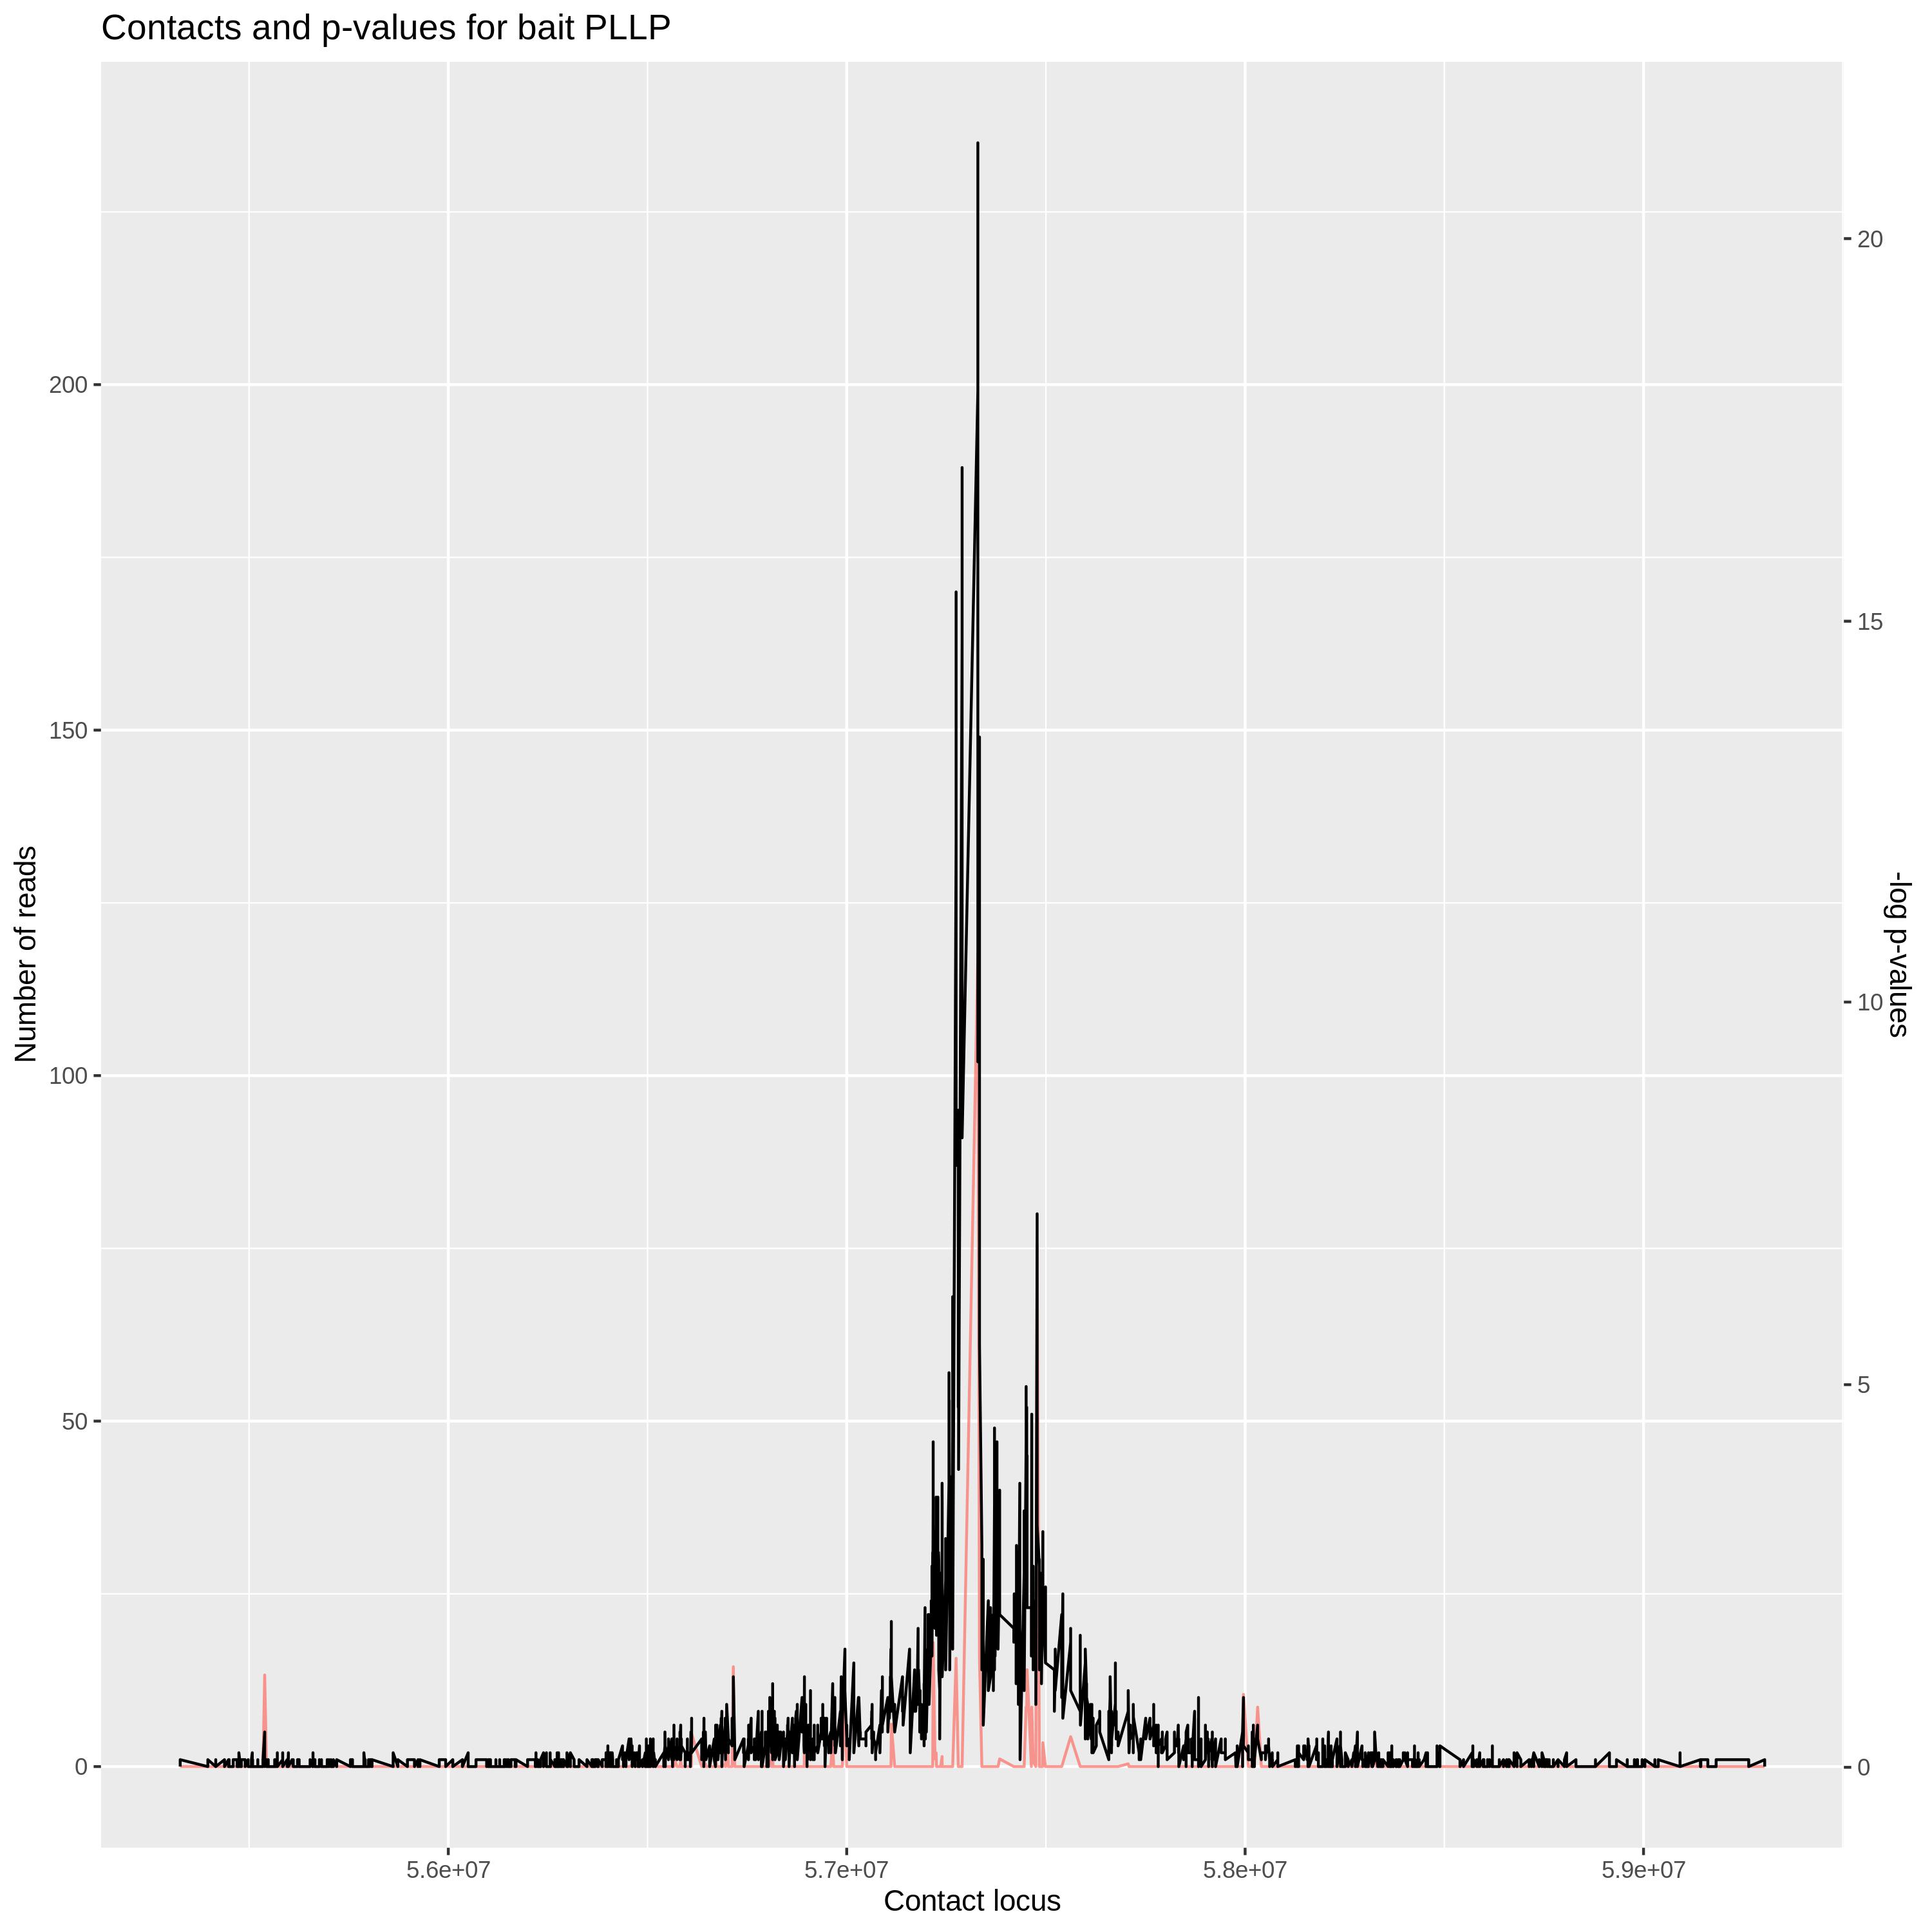 Contacts and p-values for bait PLLP
Number of reads
200
150
100
50
0
20
15
10
5
0
-log p-values
5.6e+07
5.7e+07
5.8e+07
5.9e+07
Contact locus